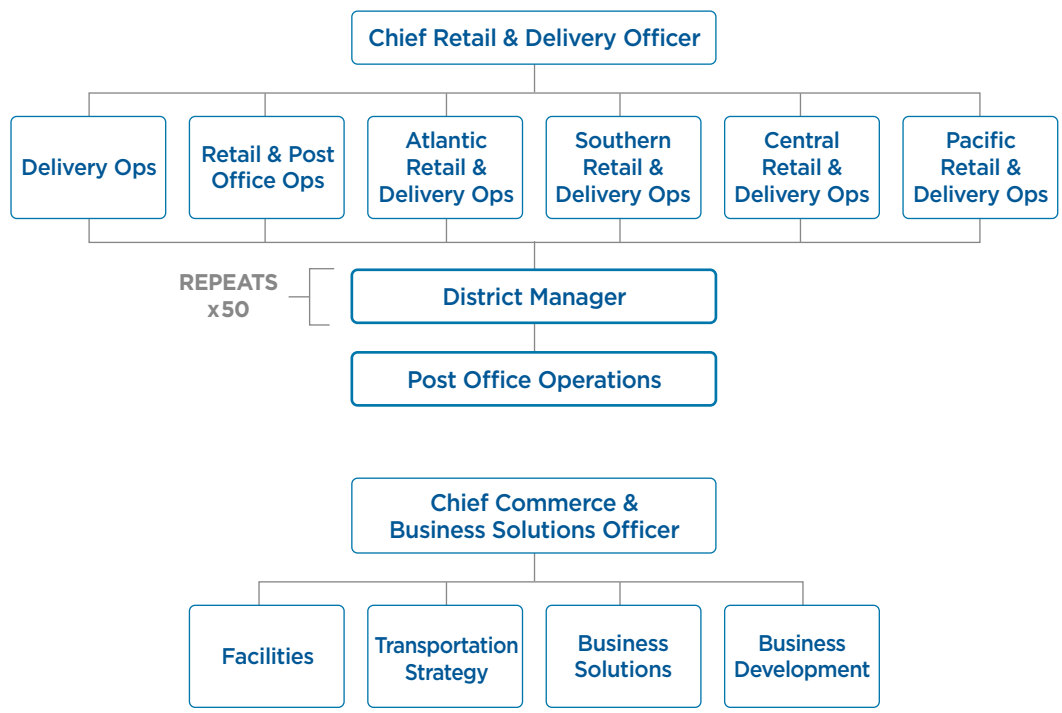 Chief Retail & Delivery Officer
Delivery Ops
Retail & Post
Office Ops
Atlantic
Retail &
Delivery Ops
Southern
Retail &
Delivery Ops
Central
Retail &
Delivery Ops
Pacific
Retail &
Delivery Ops
REPEATS
x50
District Manager
Post Office Operations
Chief Commerce &
Business Solutions Officer
Facilities
Transportation
Strategy
Business
Solutions
Business
Development